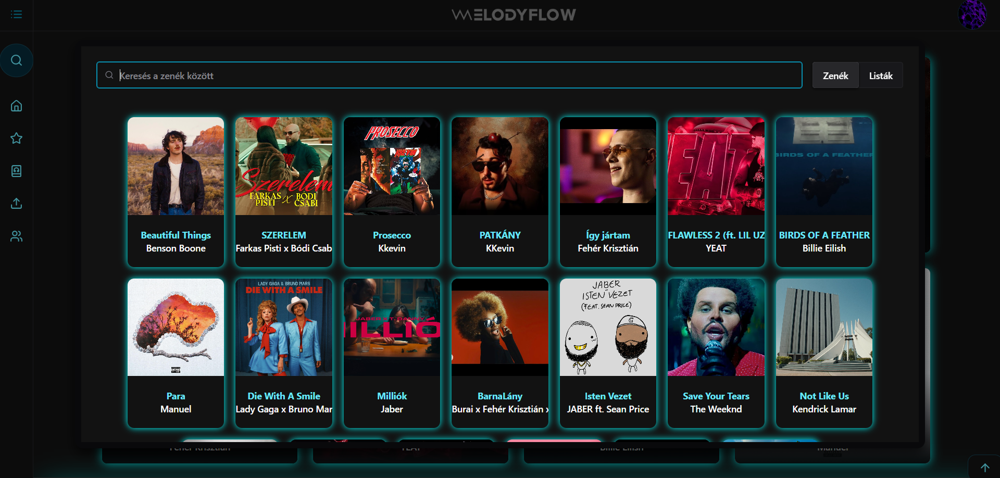 MELODYFLOW
Keresés a zenék között
Zenék
Listák
PROSECCO
Szerelem
FARKAS PISTI x BÓDI CSABI
YEAT
BIRDS OF A FEATHER
Beautiful Things
Benson Boone
SZERELEM
Farkas Pisti x Bódi Csab
Prosecco
Kkevin
PATKÁNY
KKevin
Így jártam
Fehér Krisztián
FLAWLESS 2 (ft. LIL UZ
YEAT
BIRDS OF A FEATHER
Billie Eilish
LADY GAGA & BRUNO MARS
DIE WITH A SMILE
JABER X T. DANNY
MILLIÓ
JABER
-
ISTEN VEZET
(FEAT. SEAN PRICE)
Para
Manuel
Die With A Smile
Lady Gaga x Bruno Mar
Milliók
Jaber
BarnaLány
Burai x Fehér Krisztián x
Isten Vezet
JABER ft. Sean Price
Save Your Tears
The Weeknd
Not Like Us
Kendrick Lamar
Fehér Krisztián
YEAT
Billie Eilish
Manuel